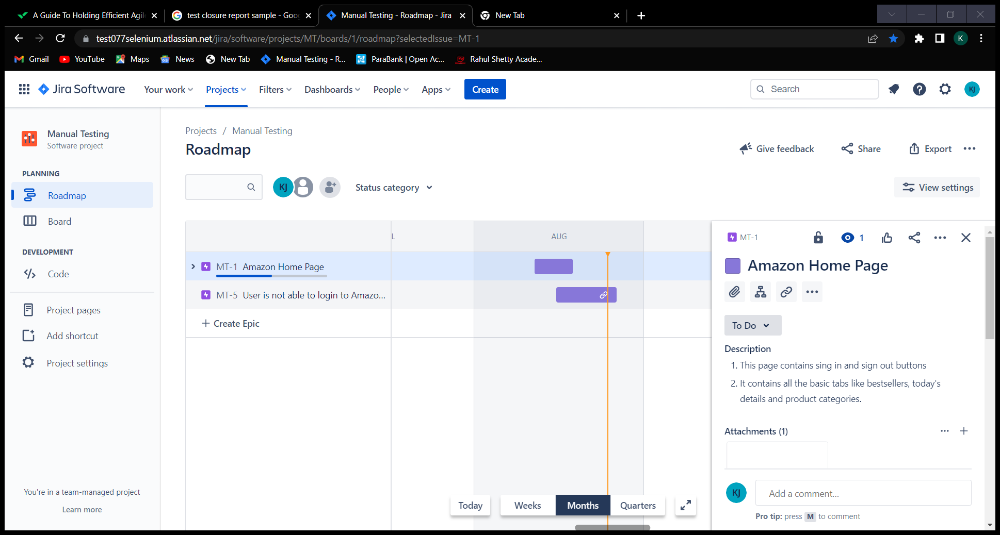 A Guide To Holding Efficient Agil
test closure report sample - Goo
Manual Testing - Roadmap - Jira
New Tab
test077selenium.atlassian.net/jira/software/projects/MT/boards/1/roadmap?selectedIssue=MT-1
K
Gmail
YouTube
Maps
News
New Tab
Manual Testing - R...
ParaBank | Open Ac...
Rahul Shetty Acade...
Jira Software
Your work
Projects
Filters
Dashboards
People
Apps
Create
Search
KJ
Manual Testing
Software project
PLANNING
Roadmap
Board
DEVELOPMENT
Code
Project pages
Add shortcut
Project settings
You're in a team-managed project
Learn more
Projects / Manual Testing
Roadmap
Give feedback
Share
Export
KJ
Status category
View settings
L
AUG
MT-1 Amazon Home Page
MT-5 User is not able to login to Amazo...
Create Epic
Today
Weeks
Months
Quarters
MT-1
1
Amazon Home Page
To Do
Description
1. This page contains sing in and sign out buttons
2. It contains all the basic tabs like bestsellers, today's
details and product categories.
Attachments (1)
KJ
Add a comment...
Pro tip: press M to comment